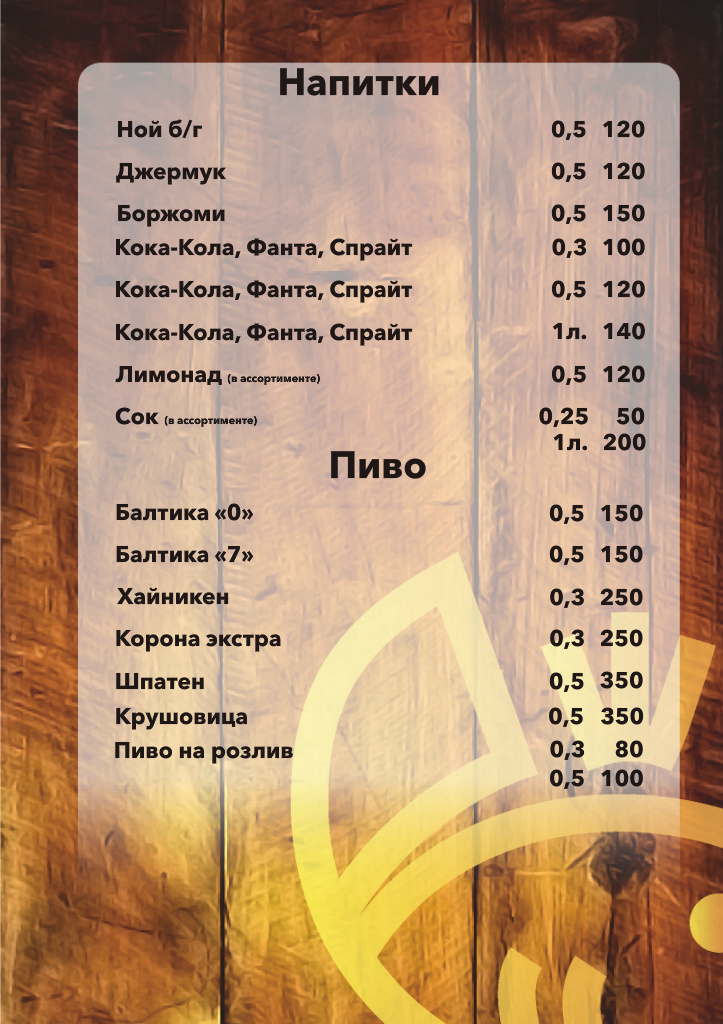 Напитки
Ной б/г 0,5 120
Джермук 0,5 120
Боржоми 0,5 150
Кока-Кола, Фанта, Спрайт 0,3 100
Кока-Кола, Фанта, Спрайт 0,5 120
Кока-Кола, Фанта, Спрайт 1л. 140
Лимонад (в ассортименте) 0,5 120
Сок (в ассортименте) 0,25 50
1л. 200
Пиво
Балтика «0» 0,5 150
Балтика «7» 0,5 150
Хайникен 0,3 250
Корона экстра 0,3 250
Шпатен 0,5 350
Крушовица 0,5 350
Пиво на розлив 0,3 80
0,5 100